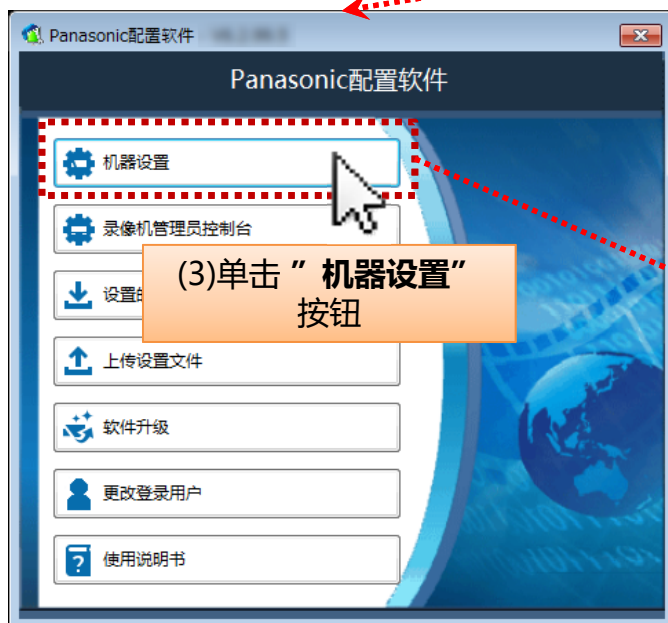 Panasonic配置软件
Panasonic配置软件
机器设置
录像机管理员控制台
设置的
(3)单击 ”机器设置”
按钮
上传设置文件
软件升级
更改登录用户
使用说明书